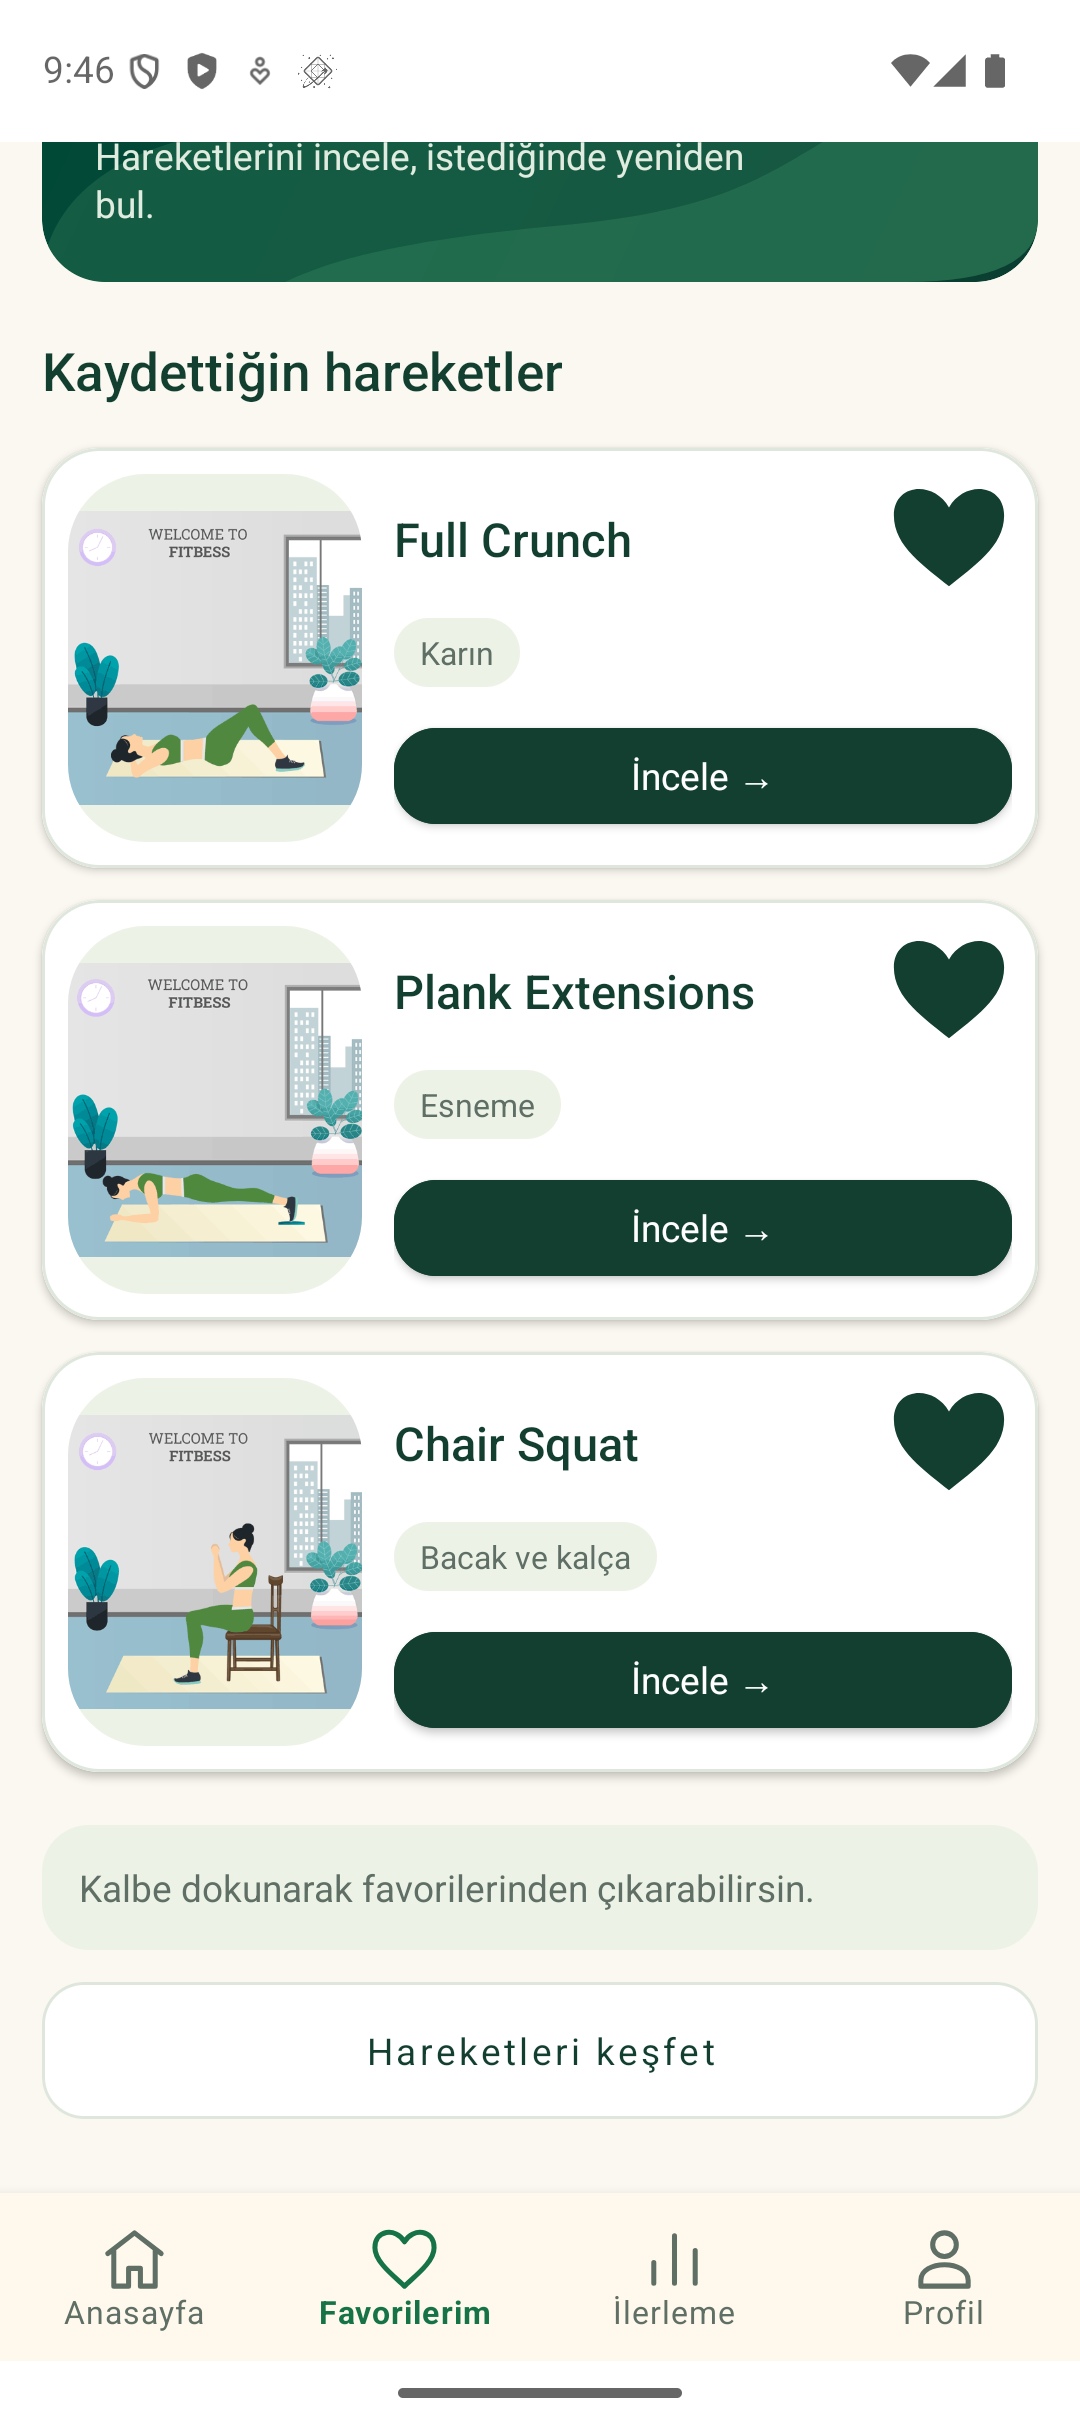 9:46
Hareketlerini incele, istediğinde yeniden
bul.
Kaydettiğin hareketler
WELCOME TO
FITBESS
Full Crunch
Karın
İncele →
WELCOME TO
FITBESS
Plank Extensions
Esneme
İncele →
WELCOME TO
FITBESS
Chair Squat
Bacak ve kalça
İncele →
Kalbe dokunarak favorilerinden çıkarabilirsin.
Hareketleri keşfet
Anasayfa
Favorilerim
İlerleme
Profil